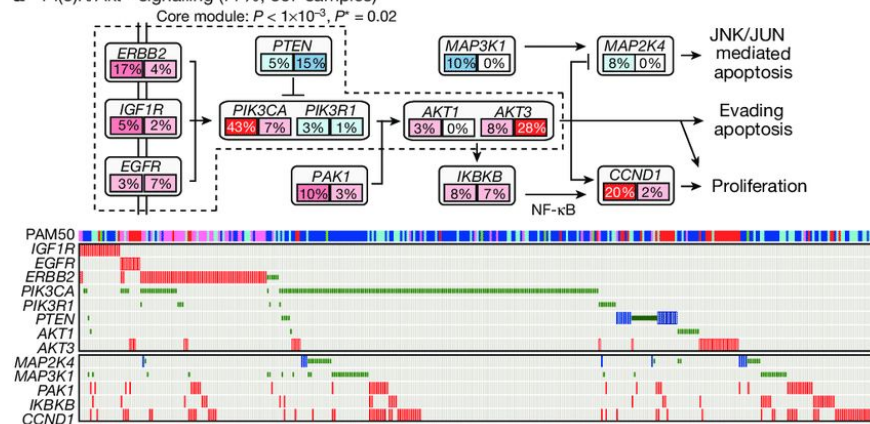 Core module: P < 1×10⁻³, P* = 0.02
ERBB2
17% 4%
PTEN
5% 15%
MAP3K1
10% 0%
MAP2K4
8% 0%
JNK/JUN
mediated
apoptosis
IGF1R
5% 2%
PIK3CA PIK3R1
43% 7% 3% 1%
AKT1 AKT3
3% 0% 8% 28%
Evading
apoptosis
EGFR
3% 7%
PAK1
10% 3%
IKBKB
8% 7%
NF-κB
CCND1
20% 2%
Proliferation
PAM50
IGF1R
EGFR
ERBB2
PIK3CA
PIK3R1
PTEN
AKT1
AKT3
MAP2K4
MAP3K1
PAK1
IKBKB
CCND1